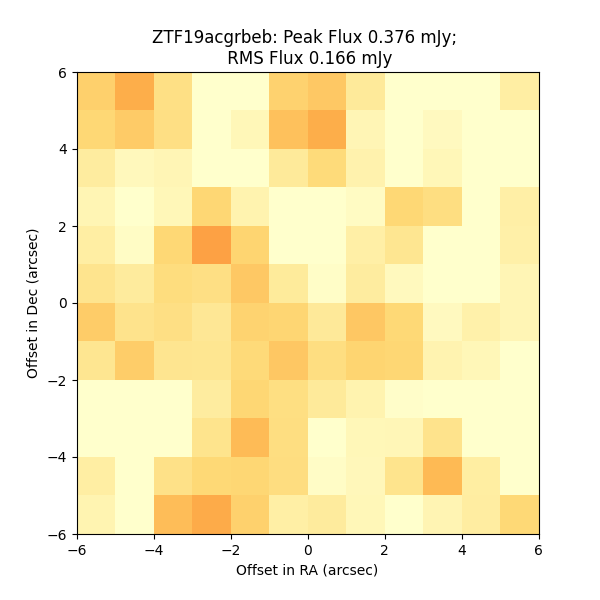 ZTF19acgrbeb: Peak Flux 0.376 mJy;
RMS Flux 0.166 mJy
6
4
2
0
−2
−4
−6
Offset in Dec (arcsec)
−6 −4 −2 0 2 4 6
Offset in RA (arcsec)